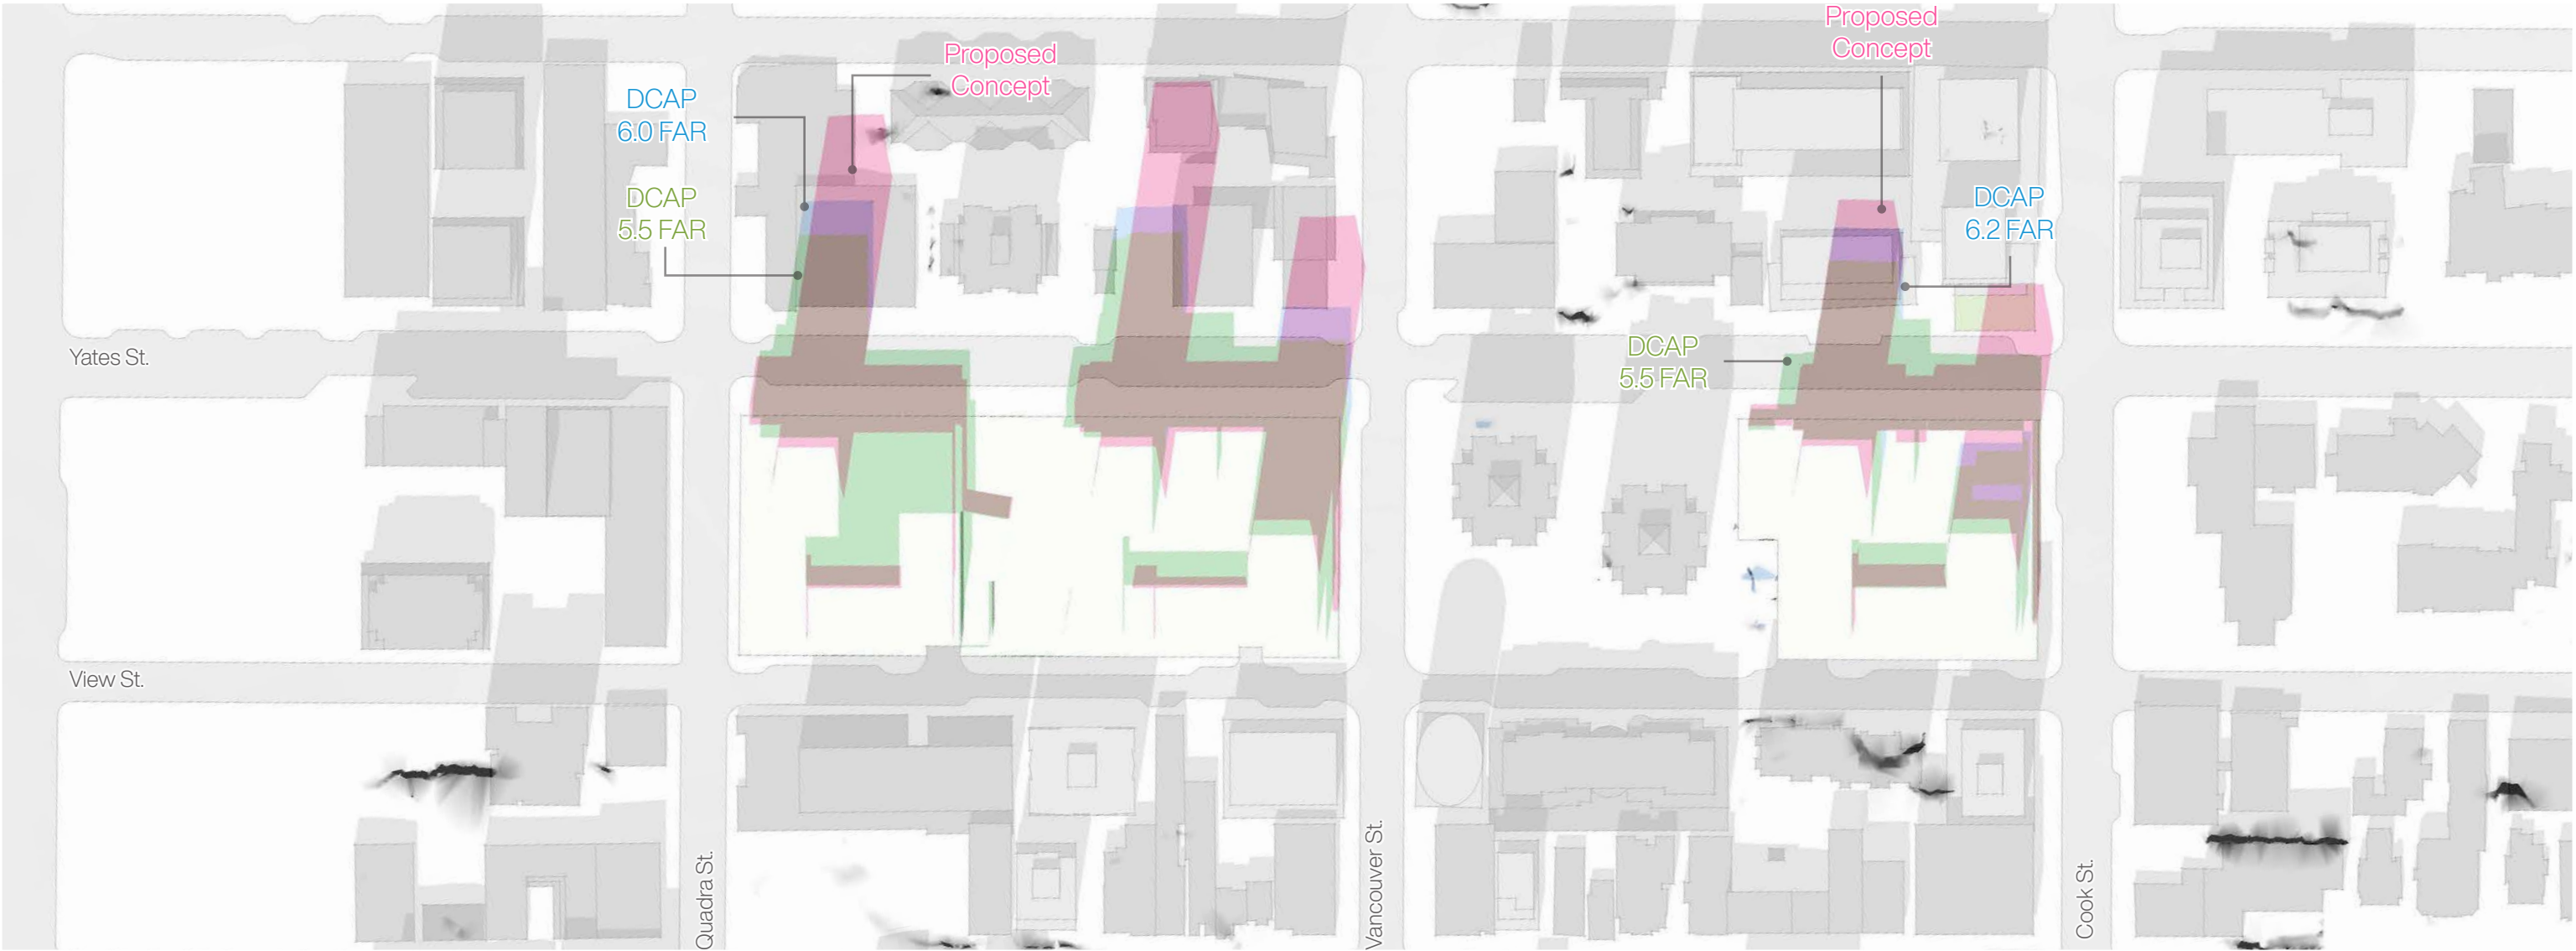 Proposed
Concept
Proposed
Concept
DCAP
6.0 FAR
DCAP
5.5 FAR
DCAP
6.2 FAR
DCAP
5.5 FAR
Yates St.
View St.
Quadra St.
Vancouver St.
Cook St.